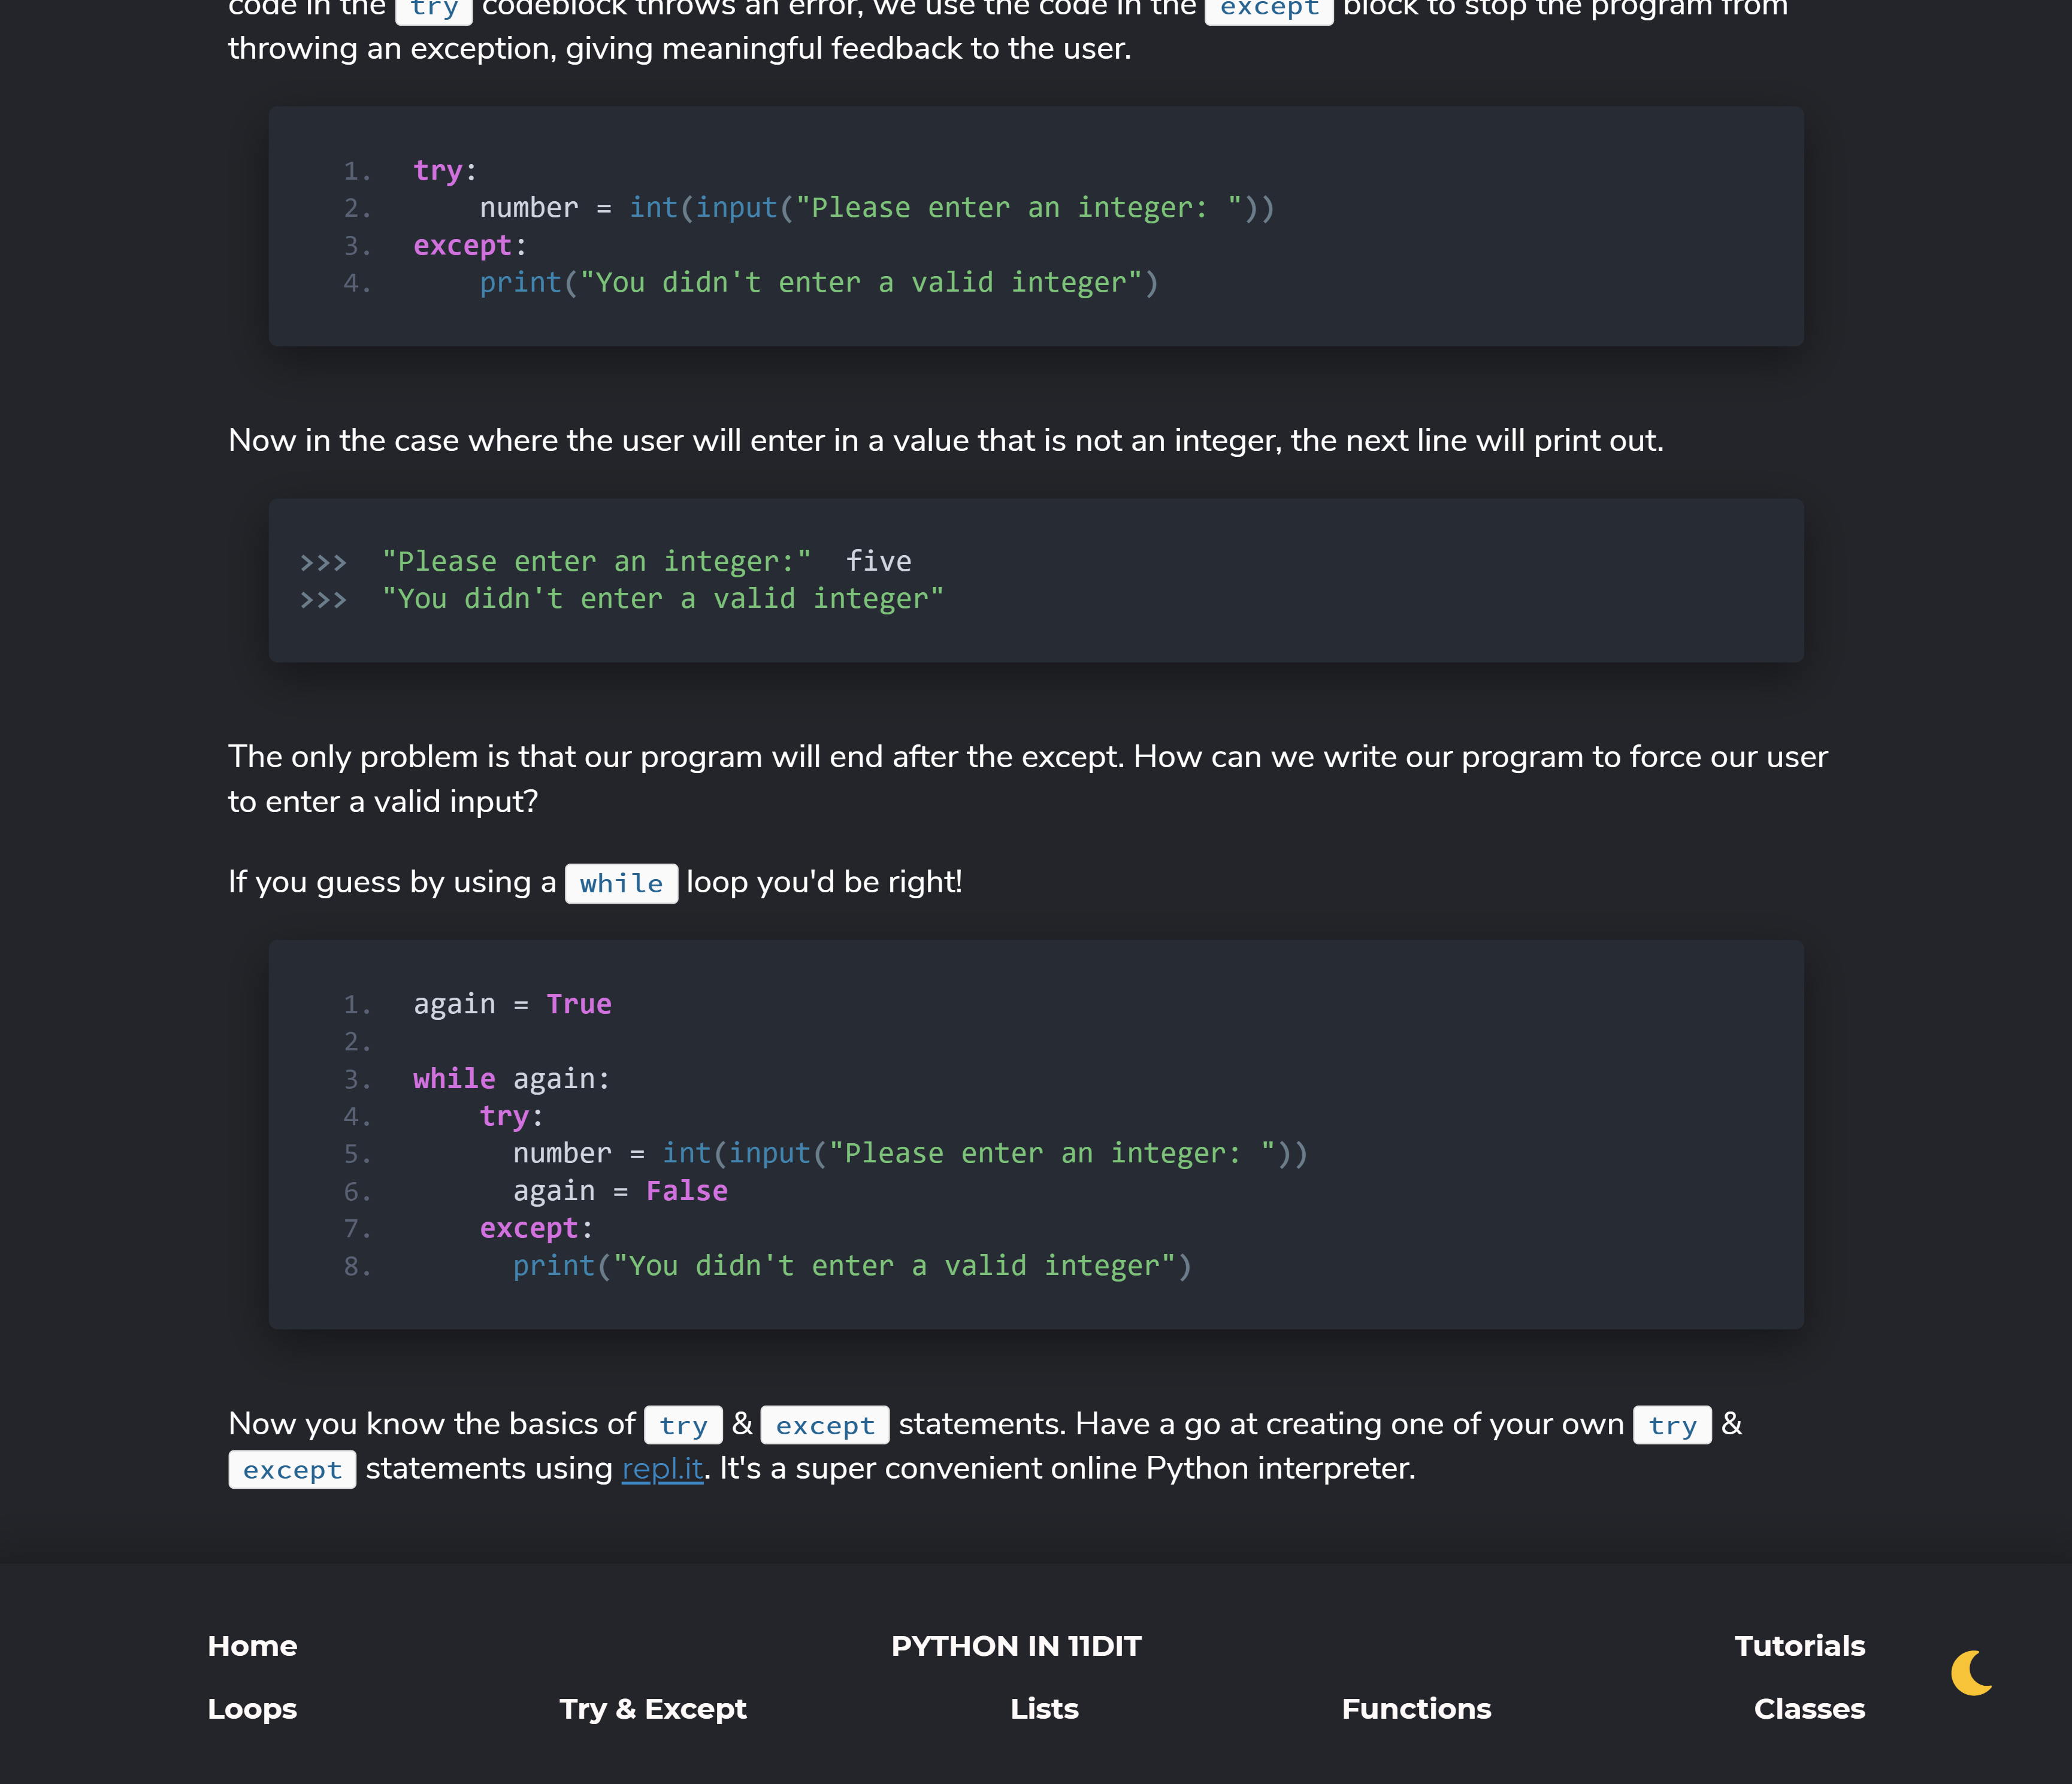 code in the try codeblock throws an error, we use the code in the except block to stop the program from
throwing an exception, giving meaningful feedback to the user.
1. try:
2.     number = int(input("Please enter an integer: "))
3. except:
4.     print("You didn't enter a valid integer")
Now in the case where the user will enter in a value that is not an integer, the next line will print out.
>>> "Please enter an integer:"  five
>>> "You didn't enter a valid integer"
The only problem is that our program will end after the except. How can we write our program to force our user
to enter a valid input?
If you guess by using a while loop you'd be right!
1. again = True
2.
3. while again:
4.     try:
5.       number = int(input("Please enter an integer: "))
6.       again = False
7.     except:
8.       print("You didn't enter a valid integer")
Now you know the basics of try & except statements. Have a go at creating one of your own try &
except statements using repl.it. It's a super convenient online Python interpreter.
Home PYTHON IN 11DIT Tutorials
Loops Try & Except Lists Functions Classes